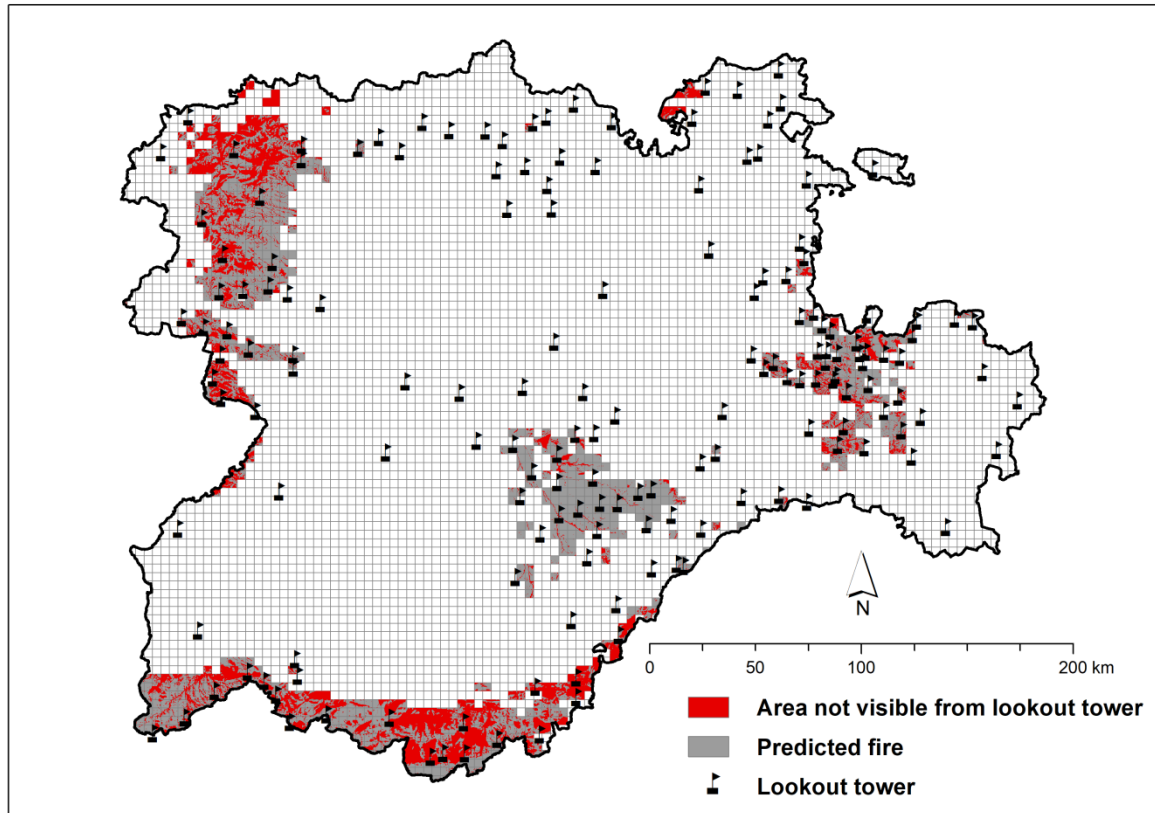 N
0 50 100 200 km
Area not visible from lookout tower
Predicted fire
Lookout tower